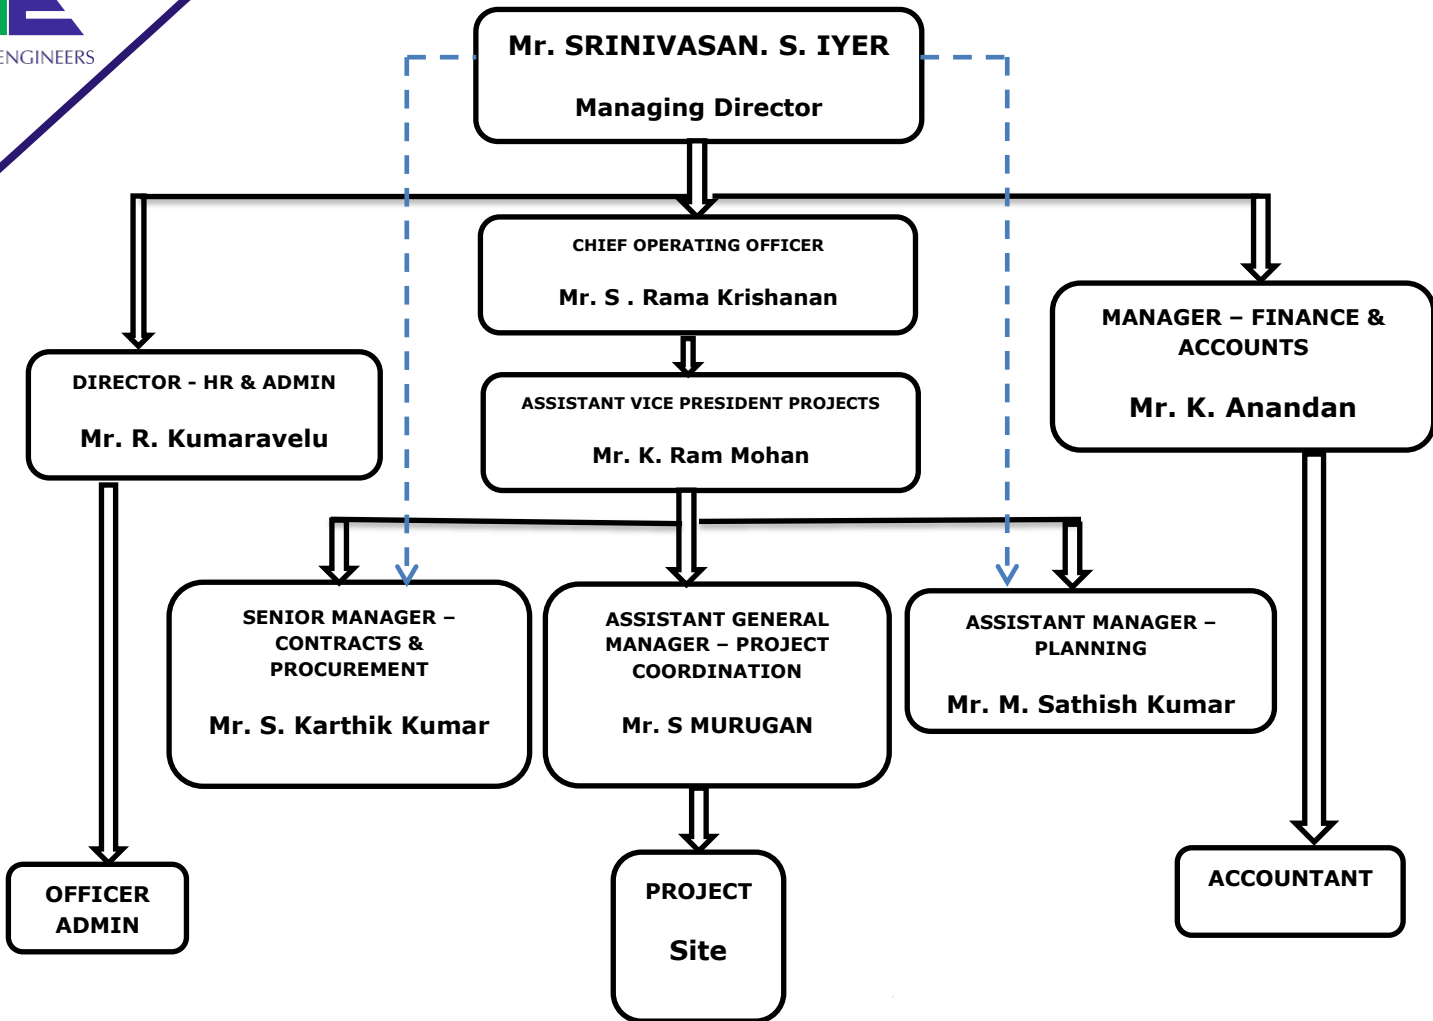 ENGINEERS
Mr. SRINIVASAN. S. IYER
Managing Director
CHIEF OPERATING OFFICER
Mr. S . Rama Krishanan
MANAGER – FINANCE &
ACCOUNTS
Mr. K. Anandan
DIRECTOR - HR & ADMIN
Mr. R. Kumaravelu
ASSISTANT VICE PRESIDENT PROJECTS
Mr. K. Ram Mohan
SENIOR MANAGER –
CONTRACTS &
PROCUREMENT
Mr. S. Karthik Kumar
ASSISTANT GENERAL
MANAGER – PROJECT
COORDINATION
Mr. S MURUGAN
ASSISTANT MANAGER –
PLANNING
Mr. M. Sathish Kumar
OFFICER
ADMIN
PROJECT
Site
ACCOUNTANT